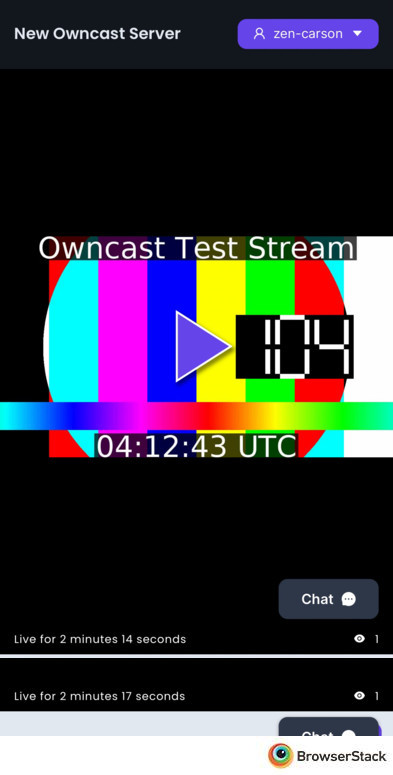 New Owncast Server
zen-carson
Owncast Test Stream
104
04:12:43 UTC
Chat
Live for 2 minutes 14 seconds 1
Live for 2 minutes 17 seconds 1
Chat
BrowserStack